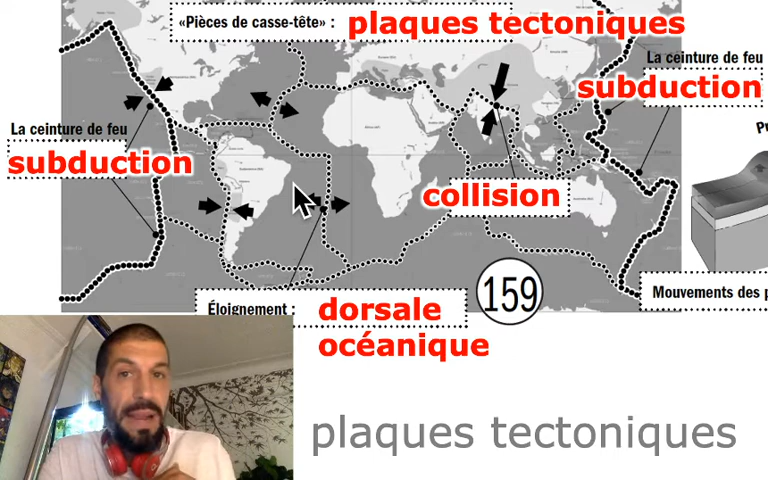 «Pièces de casse-tête» : plaques tectoniques
La ceinture de feu
subduction
La ceinture de feu
subduction
collision
Éloignement : dorsale
océanique
159
Mouvements des p
plaques tectoniques